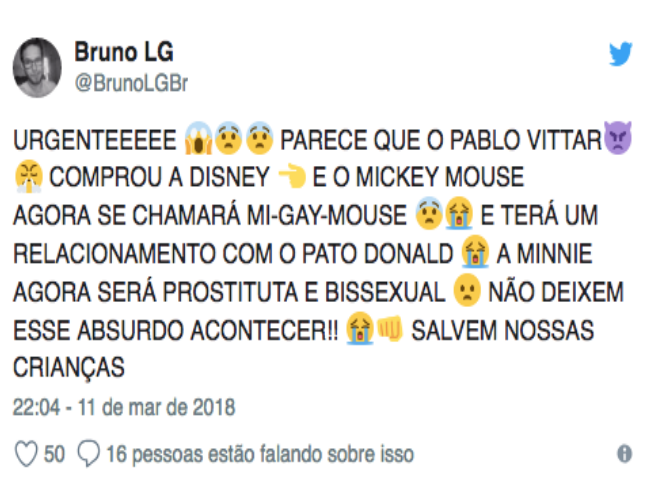 Bruno LG
@BrunoLGBr
URGENTEEEEE 😱😨😨 PARECE QUE O PABLO VITTAR👿
😤 COMPROU A DISNEY 👈 E O MICKEY MOUSE
AGORA SE CHAMARÁ MI-GAY-MOUSE 😨😭 E TERÁ UM
RELACIONAMENTO COM O PATO DONALD 😭 A MINNIE
AGORA SERÁ PROSTITUTA E BISSEXUAL 🙁 NÃO DEIXEM
ESSE ABSURDO ACONTECER!! 😭👊 SALVEM NOSSAS
CRIANÇAS
22:04 - 11 de mar de 2018
50 16 pessoas estão falando sobre isso